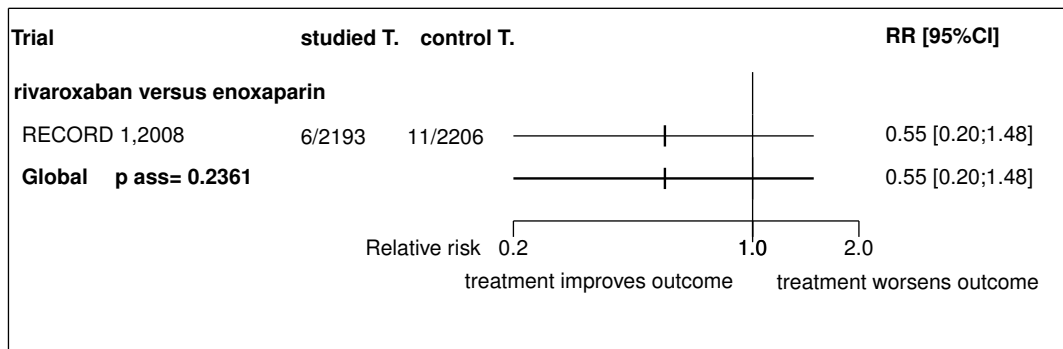 Trial studied T. control T. RR [95%CI]
rivaroxaban versus enoxaparin
RECORD 1,2008 6/2193 11/2206 0.55 [0.20;1.48]
Global p ass= 0.2361 0.55 [0.20;1.48]
Relative risk 0.2 1.0 2.0
treatment improves outcome treatment worsens outcome